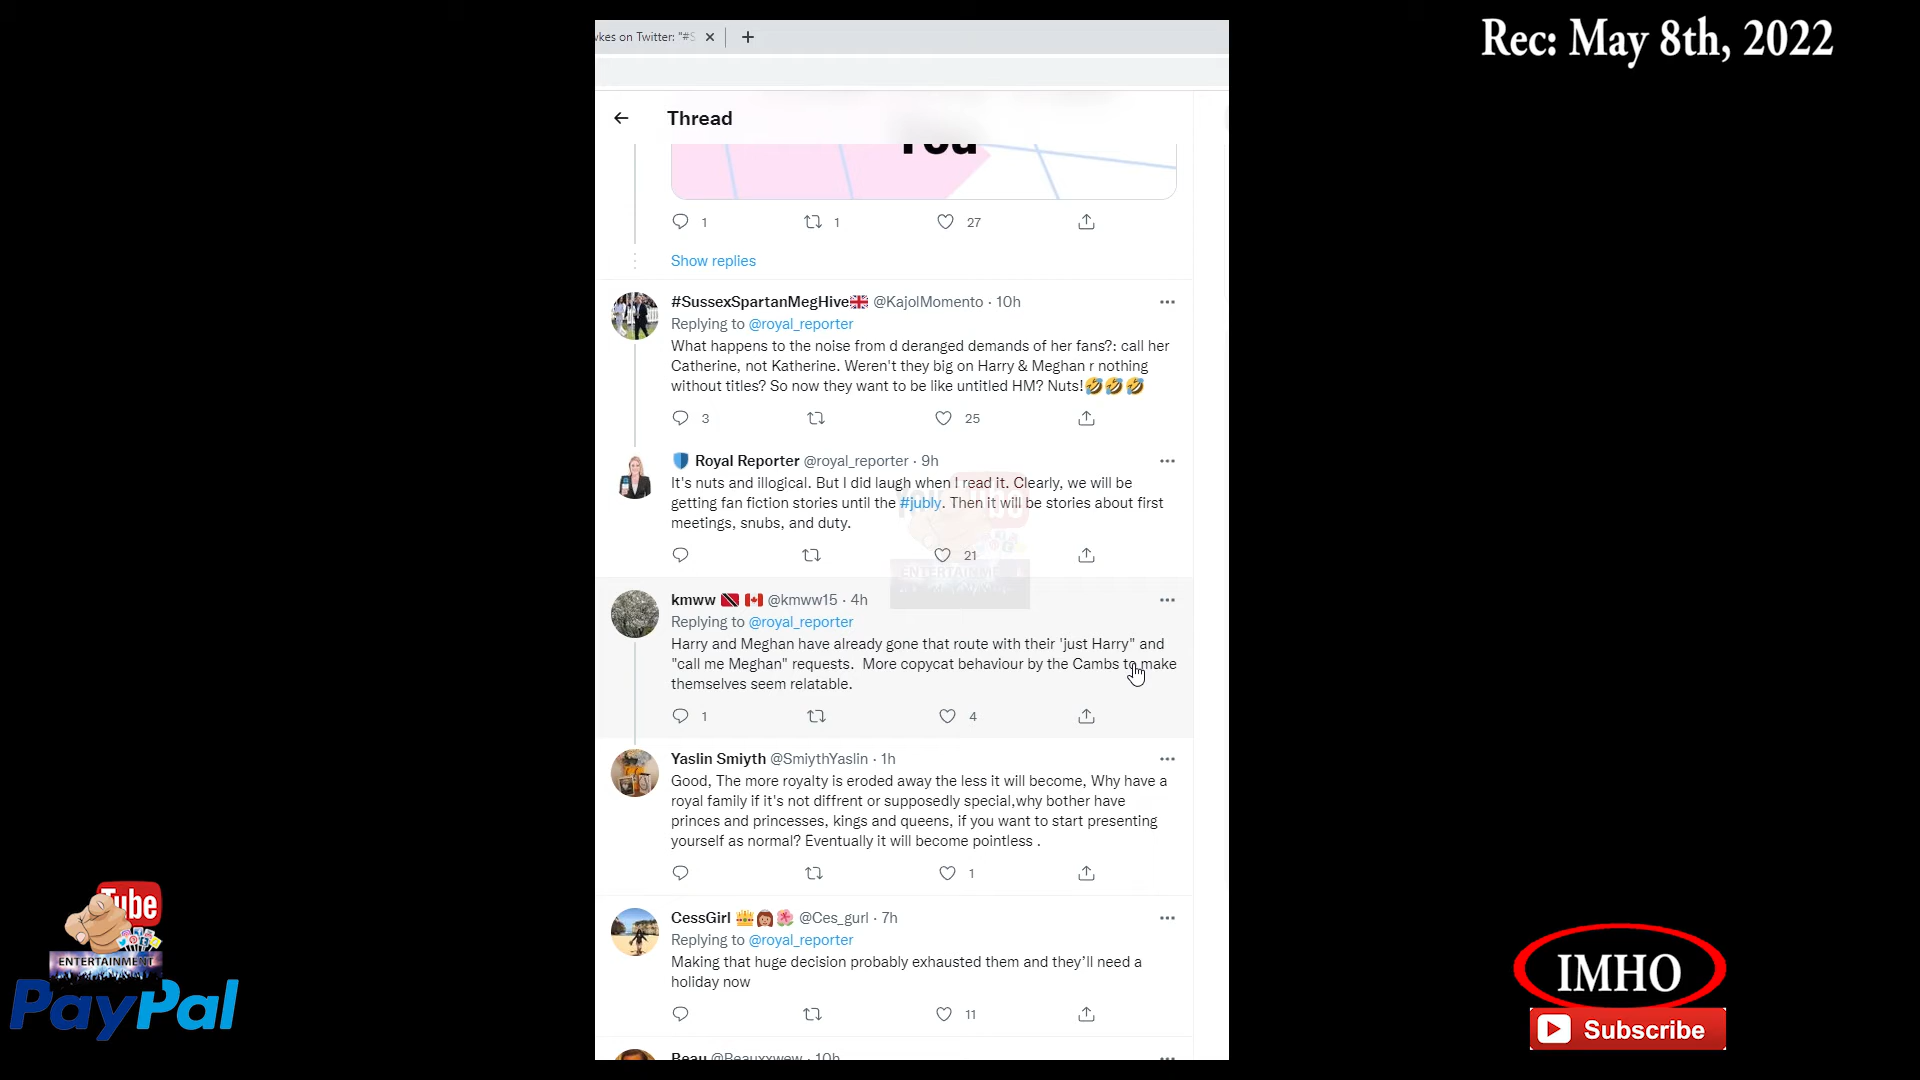 Rec: May 8th, 2022
on Twitter: "#S
Thread
You
1 1 27
Show replies
#SussexSpartanMegHive🇬🇧 @KajolMomento · 10h
Replying to @royal_reporter
What happens to the noise from d deranged demands of her fans?: call her
Catherine, not Katherine. Weren't they big on Harry & Meghan r nothing
without titles? So now they want to be like untitled HM? Nuts!🤣🤣🤣
3 25
🛡️ Royal Reporter @royal_reporter · 9h
It's nuts and illogical. But I did laugh when I read it. Clearly, we will be
getting fan fiction stories until the #jubly. Then it will be stories about first
meetings, snubs, and duty.
21
ENTERTAINME
kmww 🇹🇹 🇨🇦 @kmww15 · 4h
Replying to @royal_reporter
Harry and Meghan have already gone that route with their 'just Harry" and
"call me Meghan" requests.  More copycat behaviour by the Cambs to make
themselves seem relatable.
1 4
Yaslin Smiyth @SmiythYaslin · 1h
Good, The more royalty is eroded away the less it will become, Why have a
royal family if it's not diffrent or supposedly special,why bother have
princes and princesses, kings and queens, if you want to start presenting
yourself as normal? Eventually it will become pointless .
1
CessGirl 👑👸🌺 @Ces_gurl · 7h
Replying to @royal_reporter
Making that huge decision probably exhausted them and they'll need a
holiday now
11
Beau @Beauxxwew · 10h
Tube
ENTERTAINMENT
PayPal
IMHO
Subscribe